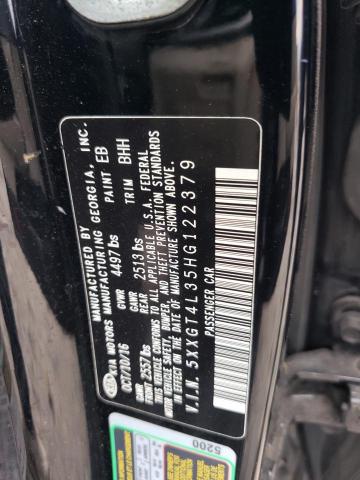 MANUFACTURED BY
KIA MOTORS MANUFACTURING GEORGIA, INC.
OCT/10/16 GVWR 4497 lbs PAINT EB
GAWR FRONT 2557 lbs GAWR REAR 2513 lbs TRIM BHH
THIS VEHICLE CONFORMS TO ALL APPLICABLE U.S.A. FEDERAL
MOTOR VEHICLE SAFETY, BUMPER, AND THEFT PREVENTION STANDARDS
IN EFFECT ON THE DATE OF MANUFACTURE SHOWN ABOVE.
V.I.N. 5XXGT4L35HG122379
PASSENGER CAR
5200